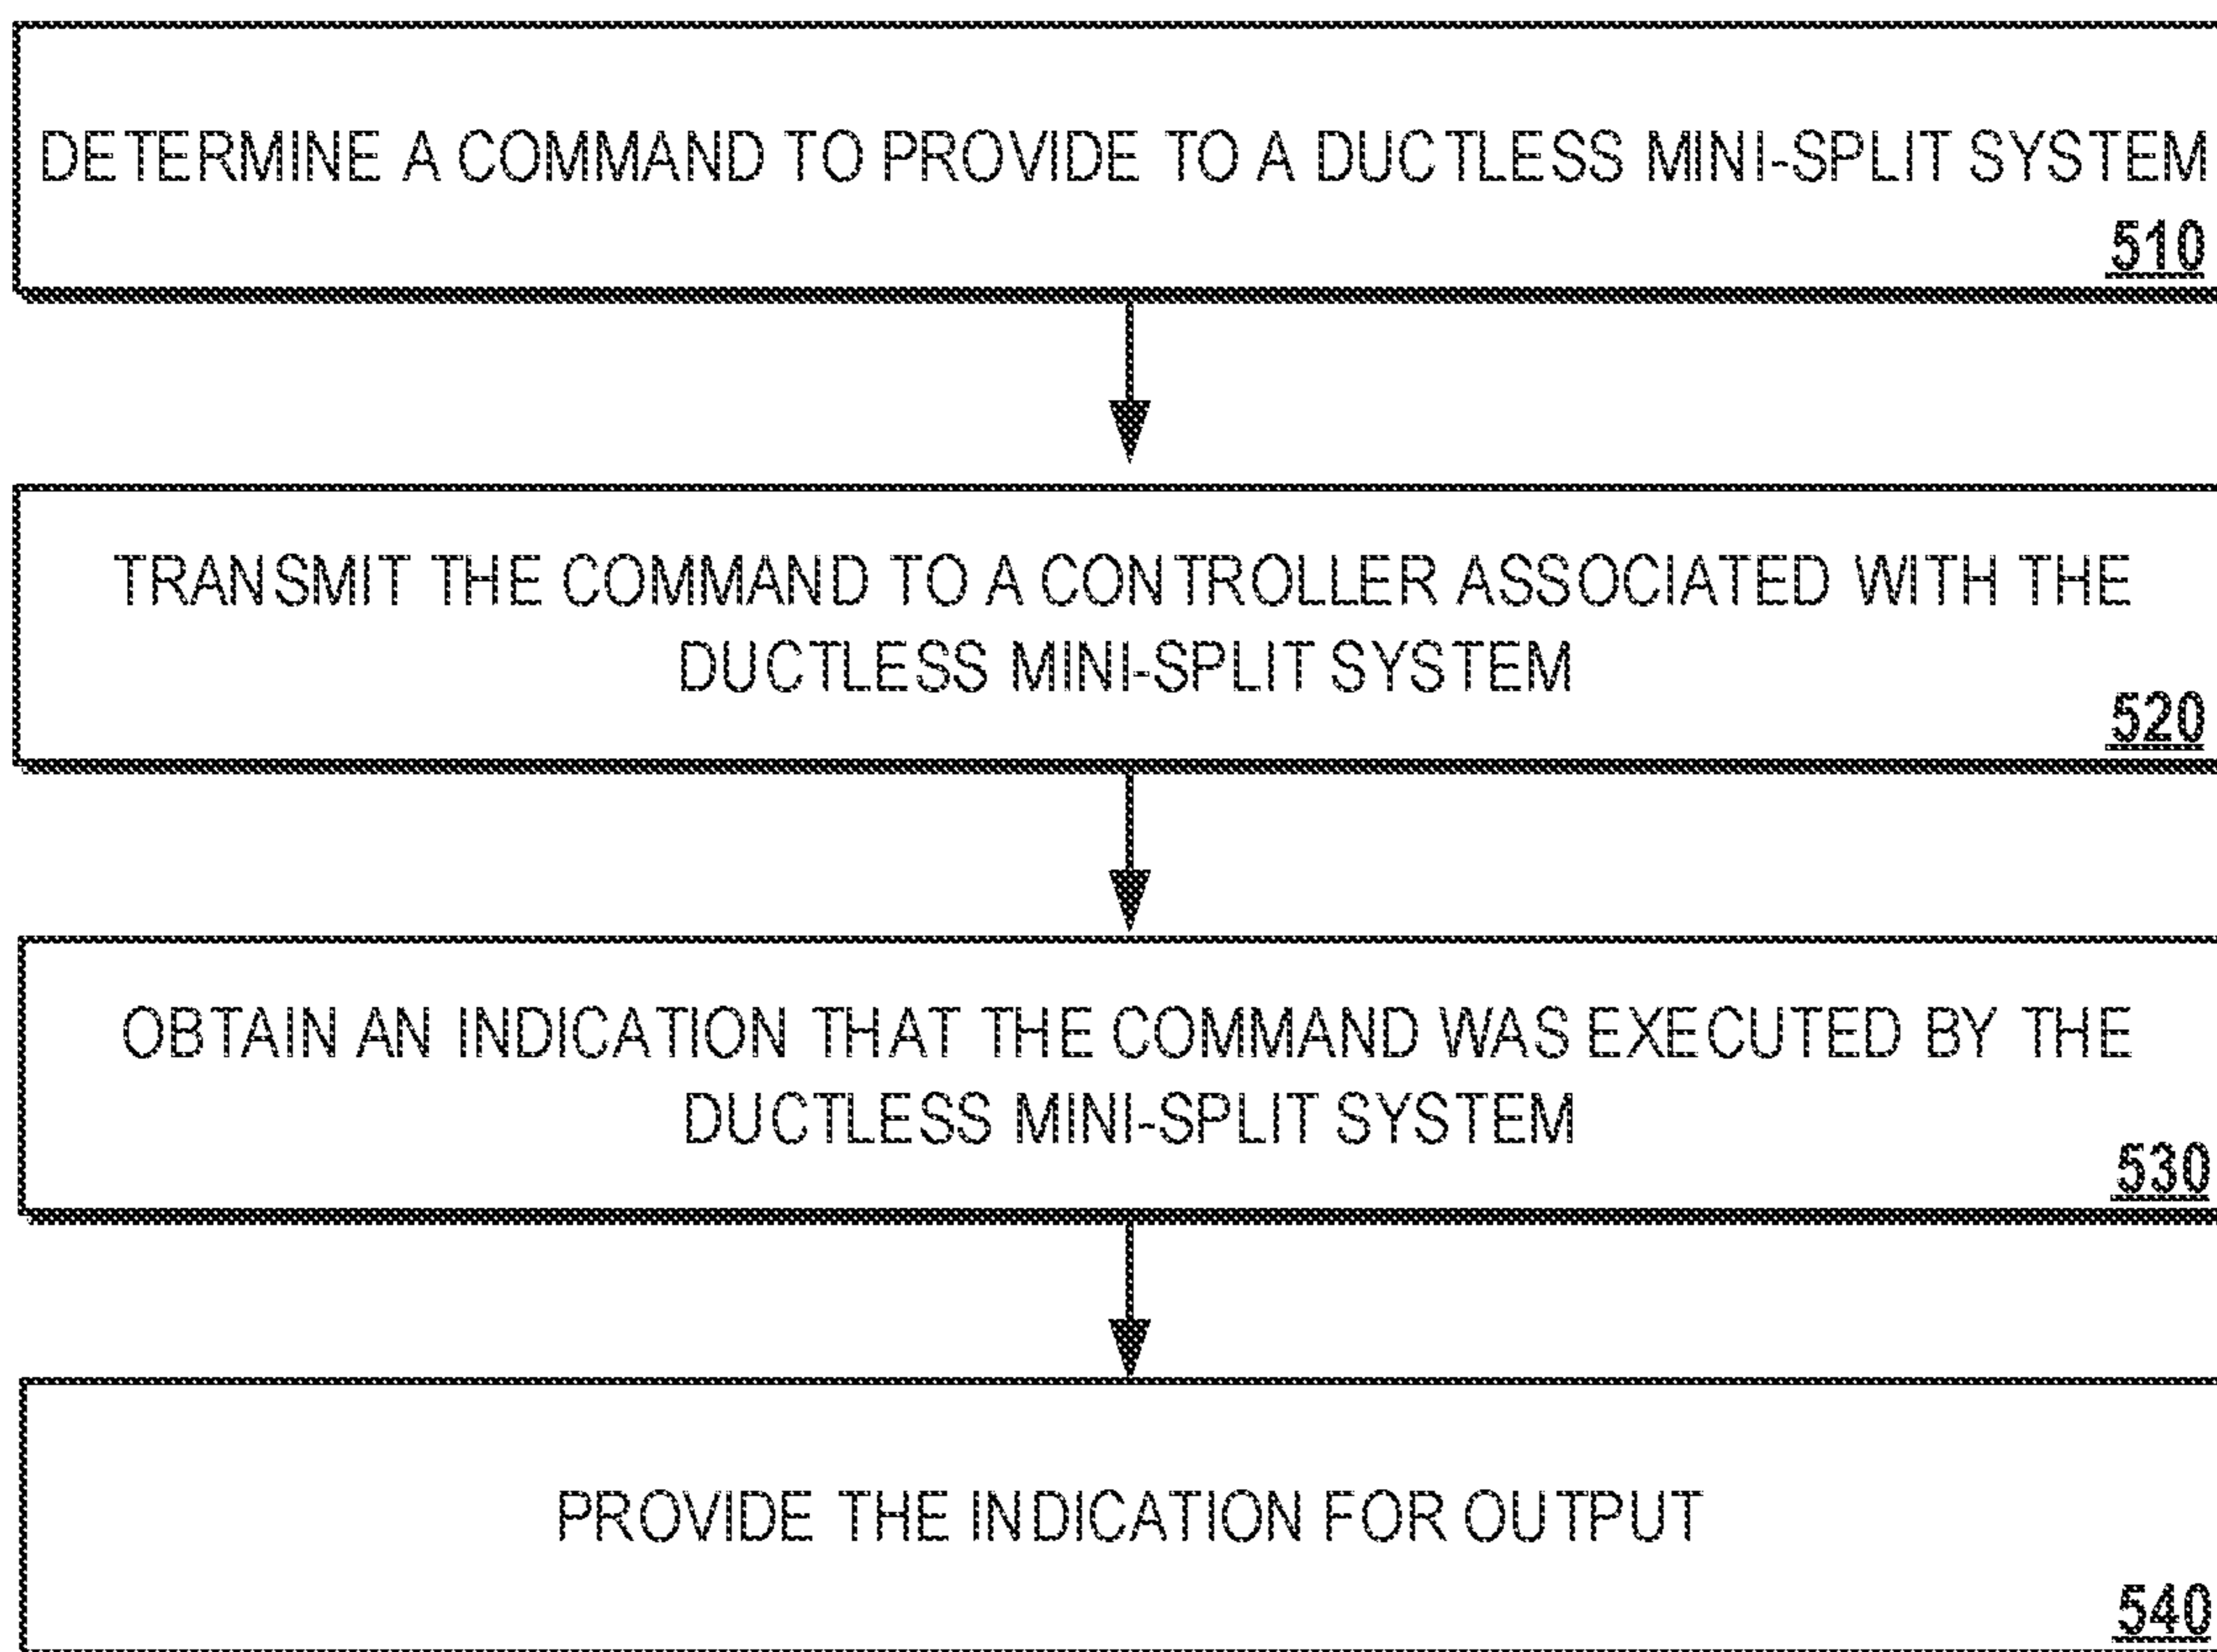 DETERMINE A COMMAND TO PROVIDE TO A DUCTLESS MINI-SPLIT SYSTEM
510
TRANSMIT THE COMMAND TO A CONTROLLER ASSOCIATED WITH THE
DUCTLESS MINI-SPLIT SYSTEM
520
OBTAIN AN INDICATION THAT THE COMMAND WAS EXECUTED BY THE
DUCTLESS MINI-SPLIT SYSTEM
530
PROVIDE THE INDICATION FOR OUTPUT
540